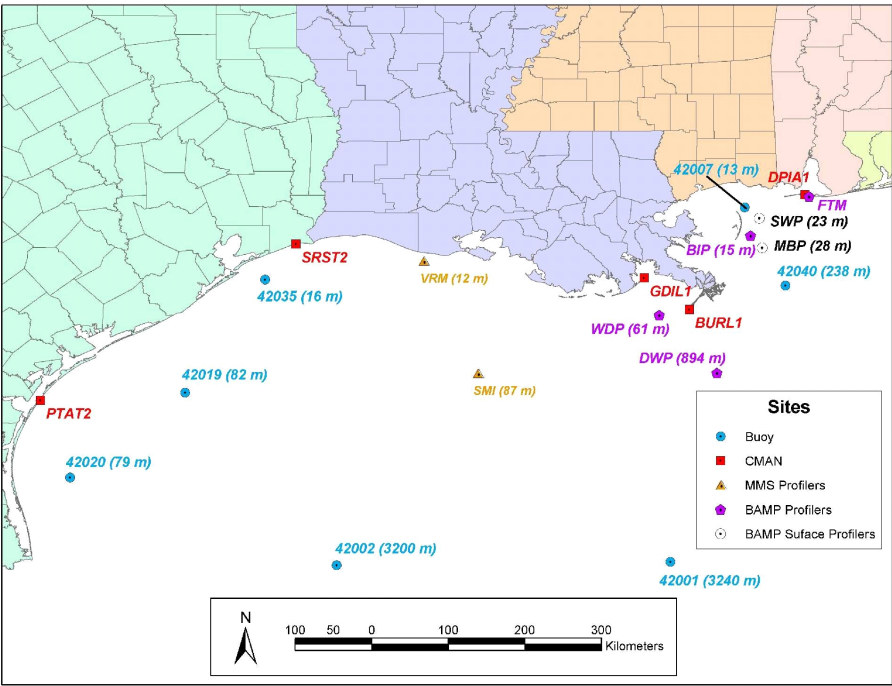 42007 (13 m)
DPIA1
FTM
SWP (23 m)
BIP (15 m)
MBP (28 m)
SRST2
VRM (12 m)
42040 (238 m)
42035 (16 m)
GDIL1
WDP (61 m)
BURL1
DWP (894 m)
42019 (82 m)
SMI (87 m)
PTAT2
42020 (79 m)
42002 (3200 m)
42001 (3240 m)
Sites
Buoy
CMAN
MMS Profilers
BAMP Profilers
BAMP Suface Profilers
N
100 50 0 100 200 300
Kilometers